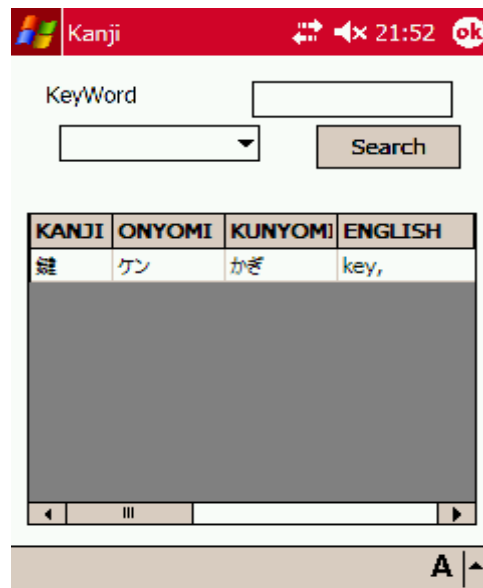 Kanji 21:52 ok
KeyWord
Search
KANJI ONYOMI KUNYOMI ENGLISH
鍵 ケン かぎ key,
A